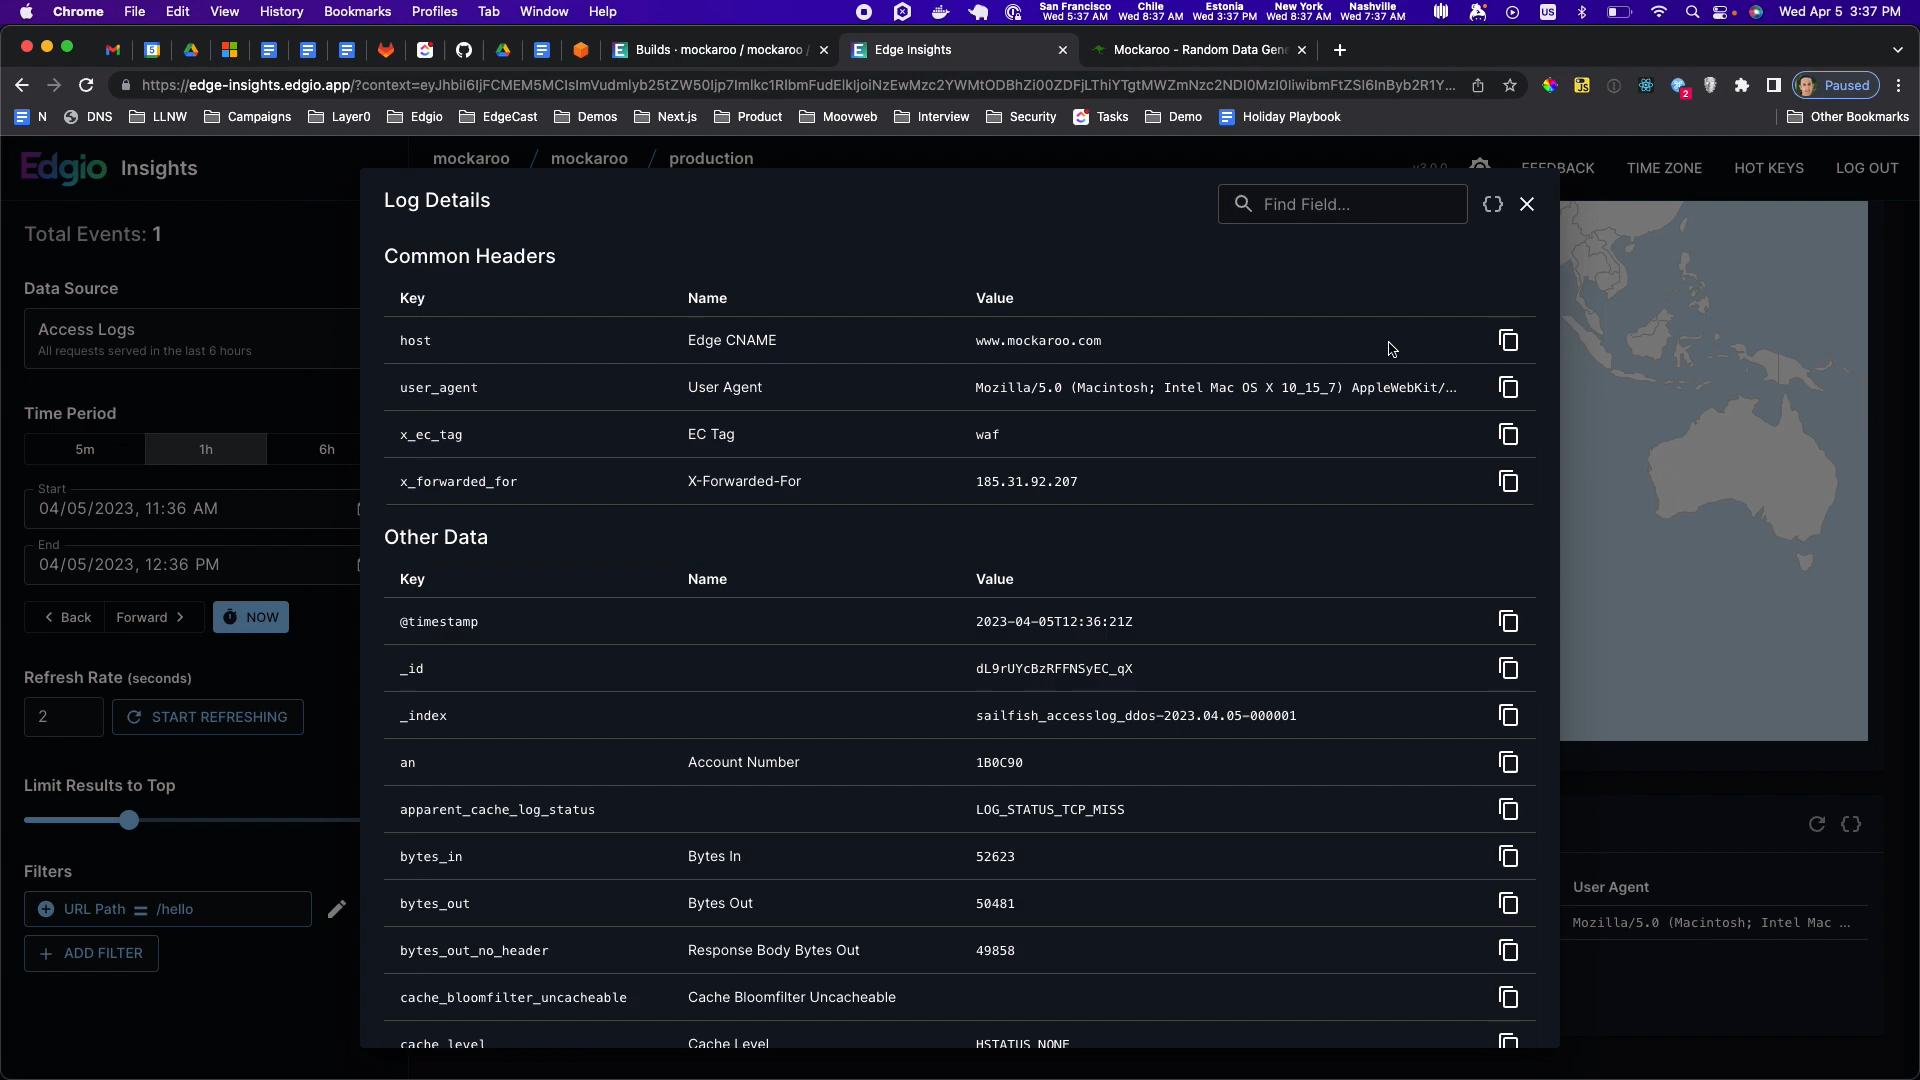 Chrome File Edit View History Bookmarks Profiles Tab Window Help
San Francisco Chile Estonia New York Nashville
Wed 5:37 AM Wed 8:37 AM Wed 3:37 PM Wed 8:37 AM Wed 7:37 AM
US
Wed Apr 5 3:37 PM
Builds · mockaroo / mockaroo /
Edge Insights
Mockaroo - Random Data Gene
Paused
N
DNS
LLNW
Campaigns
Layer0
Edgio
EdgeCast
Demos
Next.js
Product
Moovweb
Interview
Security
Tasks
Demo
Holiday Playbook
Other Bookmarks
Edgio Insights
mockaroo / mockaroo / production
TIME ZONE
HOT KEYS
LOG OUT
Total Events: 1
Data Source
Access Logs
All requests served in the last 6 hours
Time Period
5m 1h 6h
Start
04/05/2023, 11:36 AM
End
04/05/2023, 12:36 PM
Back Forward NOW
Refresh Rate (seconds)
2 START REFRESHING
Limit Results to Top
Filters
URL Path = /hello
+ ADD FILTER
Log Details
Find Field...
{}
Common Headers
Key Name Value
host Edge CNAME www.mockaroo.com
user_agent User Agent Mozilla/5.0 (Macintosh; Intel Mac OS X 10_15_7) AppleWebKit/...
x_ec_tag EC Tag waf
x_forwarded_for X-Forwarded-For 185.31.92.207
Other Data
Key Name Value
@timestamp 2023-04-05T12:36:21Z
_id dL9rUYcBzRFFNSyEC_qX
_index sailfish_accesslog_ddos-2023.04.05-000001
an Account Number 1B0C90
apparent_cache_log_status LOG_STATUS_TCP_MISS
bytes_in Bytes In 52623
bytes_out Bytes Out 50481
bytes_out_no_header Response Body Bytes Out 49858
cache_bloomfilter_uncacheable Cache Bloomfilter Uncacheable
cache_level Cache Level HSTATUS_NONE
User Agent
Mozilla/5.0 (Macintosh; Intel Mac ...